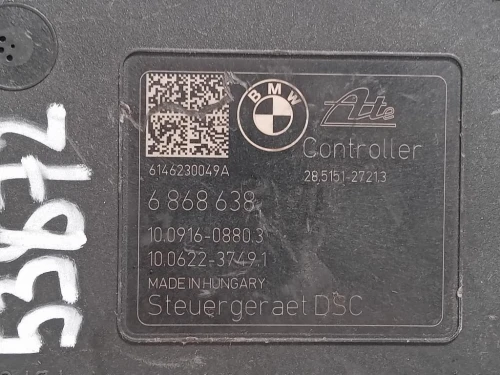 BMW
Ate
Controller
6146230049A
28.5151-2721.3
6 868 638
10.0916-0880.3
10.0622-3749.1
MADE IN HUNGARY
Steuergeraet DSC
53872